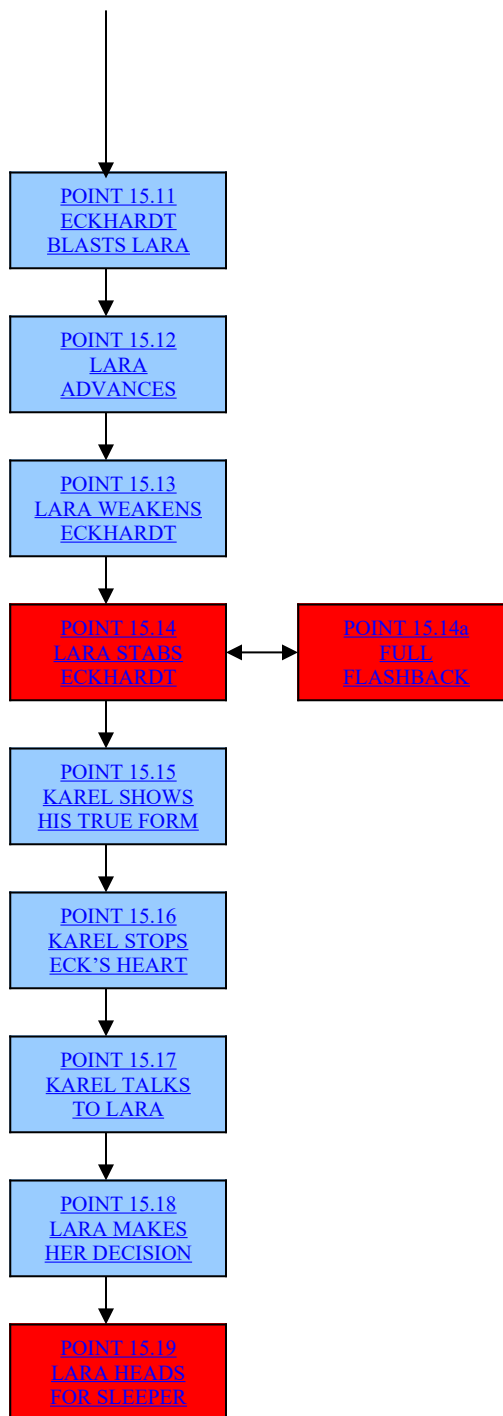 POINT 15.11
ECKHARDT
BLASTS LARA
POINT 15.12
LARA
ADVANCES
POINT 15.13
LARA WEAKENS
ECKHARDT
POINT 15.14
LARA STABS
ECKHARDT
POINT 15.14a
FULL
FLASHBACK
POINT 15.15
KAREL SHOWS
HIS TRUE FORM
POINT 15.16
KAREL STOPS
ECK’S HEART
POINT 15.17
KAREL TALKS
TO LARA
POINT 15.18
LARA MAKES
HER DECISION
POINT 15.19
LARA HEADS
FOR SLEEPER